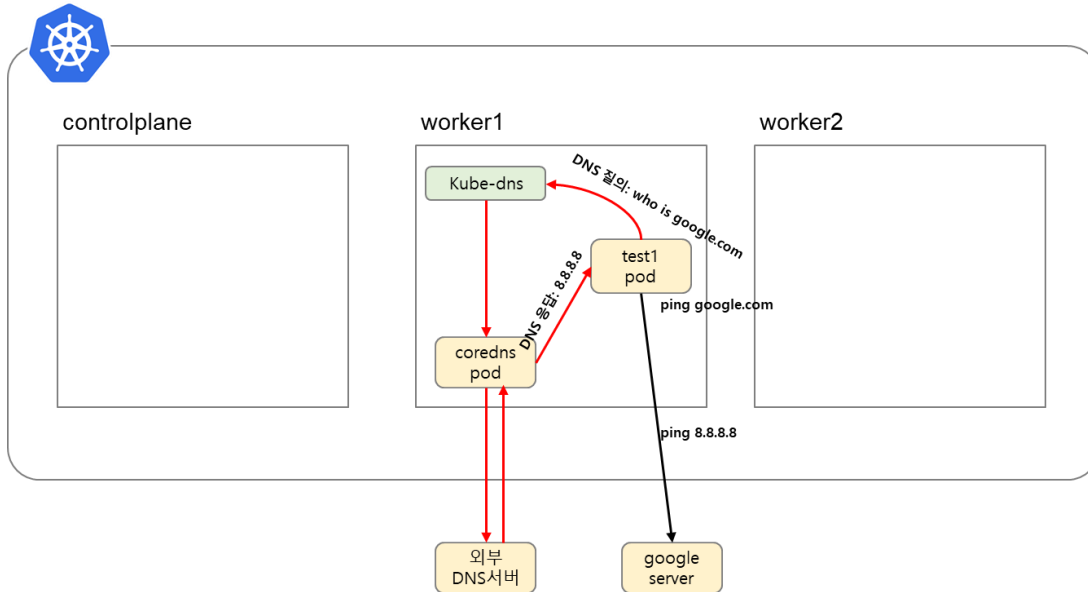 controlplane
worker1
worker2
Kube-dns
DNS 질의: who is google.com
test1
pod
DNS 응답: 8.8.8.8
ping google.com
coredns
pod
ping 8.8.8.8
외부
DNS서버
google
server